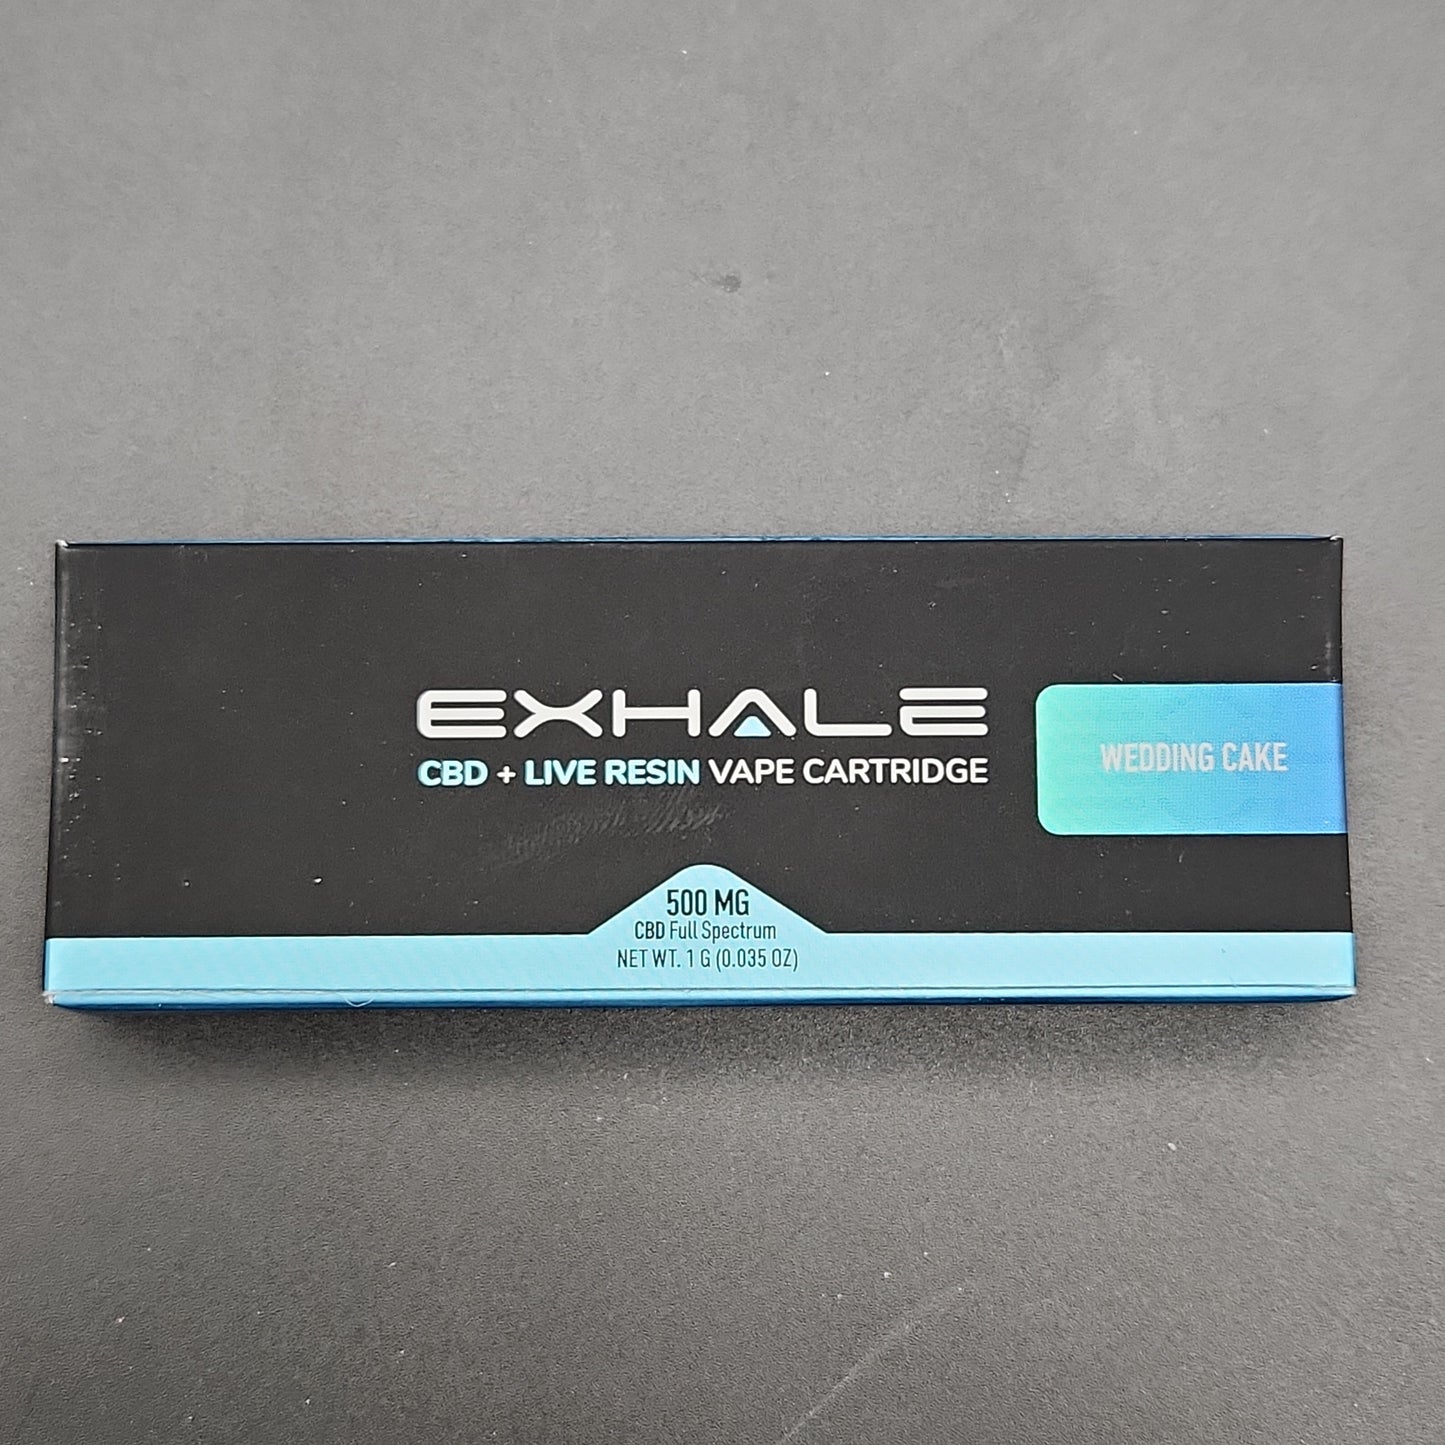 EXHALE
CBD + LIVE RESIN VAPE CARTRIDGE
WEDDING CAKE
500 MG
CBD Full Spectrum
NET WT. 1 G (0.035 OZ)